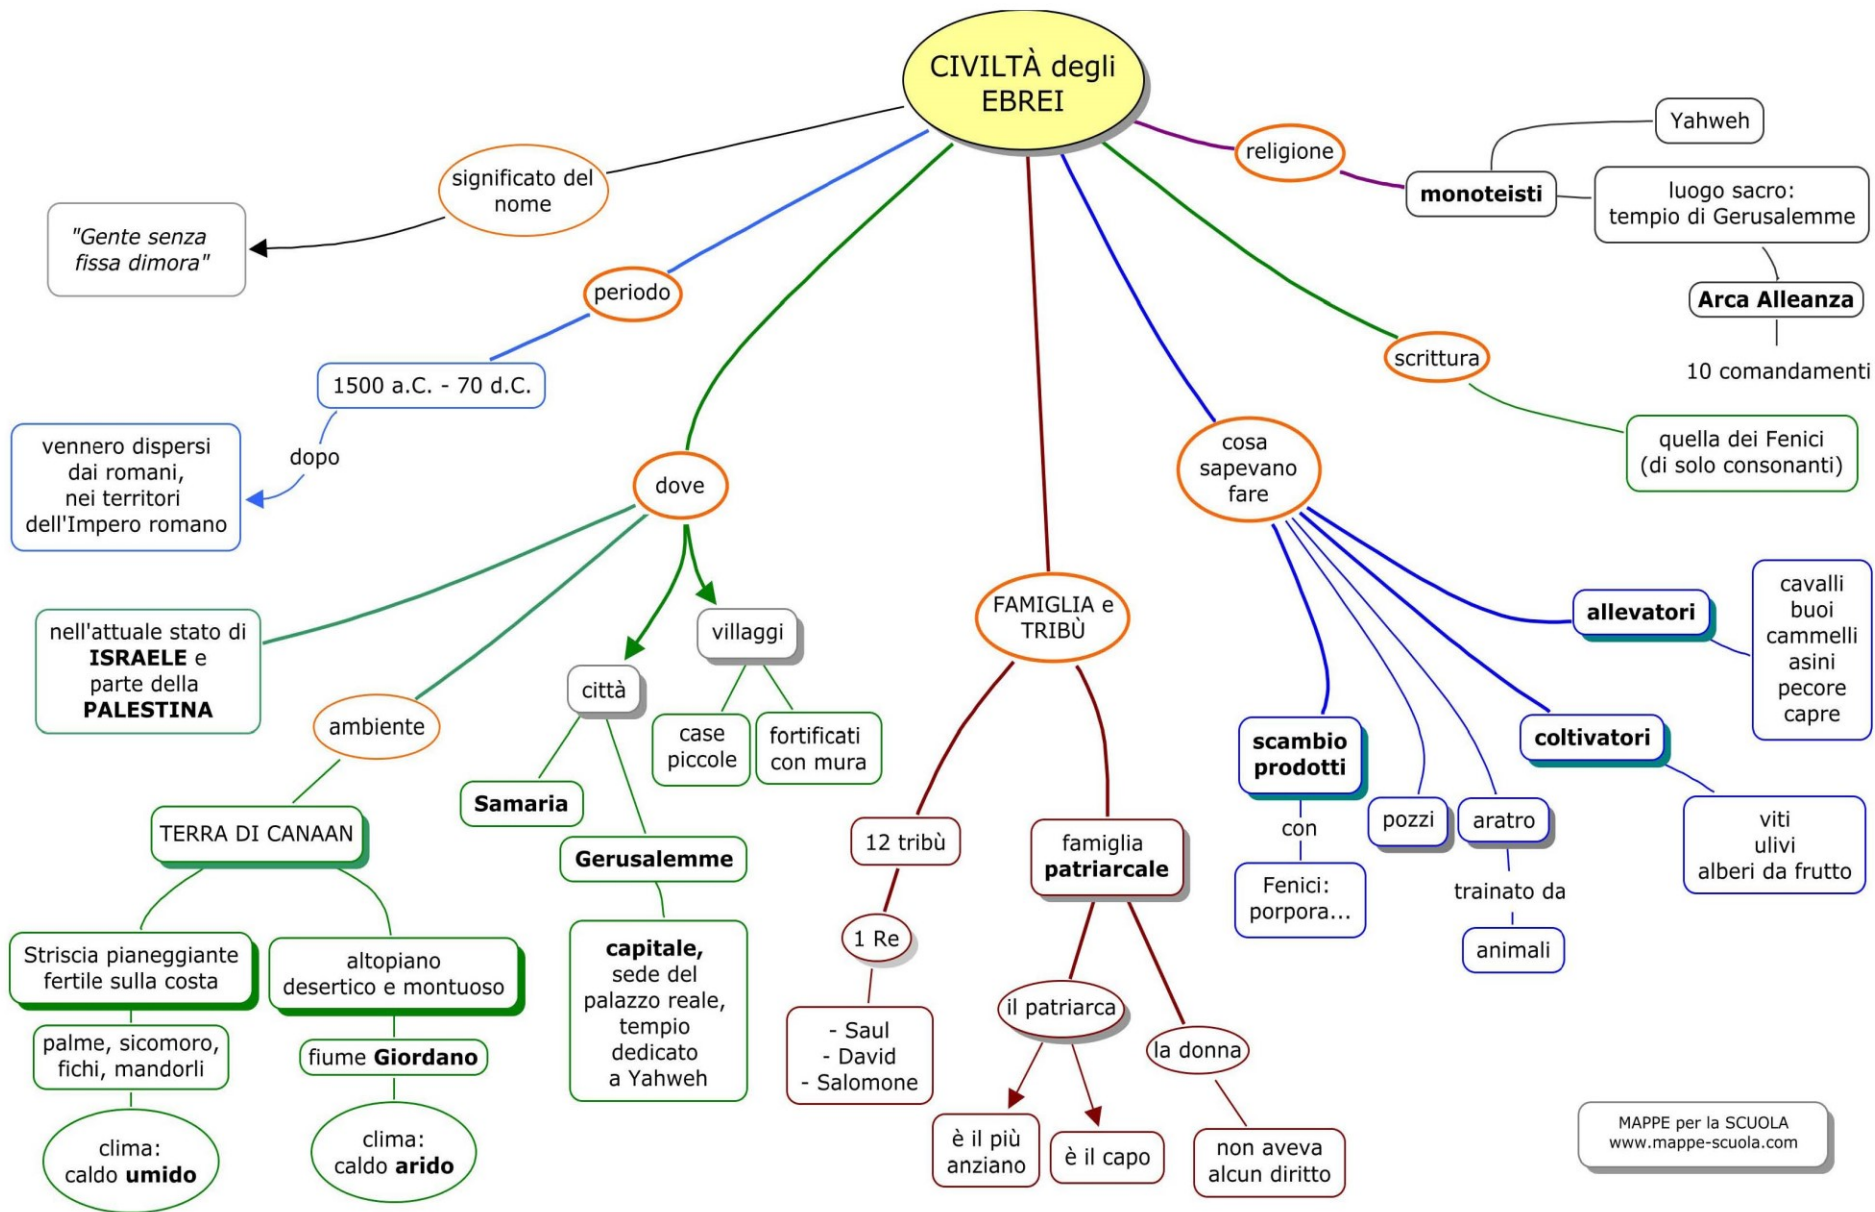 CIVILTÀ degli
EBREI
significato del
nome
"Gente senza
fissa dimora"
periodo
1500 a.C. - 70 d.C.
dopo
vennero dispersi
dai romani,
nei territori
dell'Impero romano
dove
nell'attuale stato di
ISRAELE e
parte della
PALESTINA
ambiente
TERRA DI CANAAN
Striscia pianeggiante
fertile sulla costa
palme, sicomoro,
fichi, mandorli
clima:
caldo umido
altopiano
desertico e montuoso
fiume Giordano
clima:
caldo arido
città
Samaria
Gerusalemme
capitale,
sede del
palazzo reale,
tempio
dedicato
a Yahweh
villaggi
case
piccole
fortificati
con mura
FAMIGLIA e
TRIBÙ
12 tribù
1 Re
- Saul
- David
- Salomone
famiglia
patriarcale
il patriarca
è il più
anziano
è il capo
la donna
non aveva
alcun diritto
cosa
sapevano
fare
scambio
prodotti
con
Fenici:
porpora...
pozzi
aratro
trainato da
animali
coltivatori
viti
ulivi
alberi da frutto
allevatori
cavalli
buoi
cammelli
asini
pecore
capre
scrittura
quella dei Fenici
(di solo consonanti)
religione
monoteisti
Yahweh
luogo sacro:
tempio di Gerusalemme
Arca Alleanza
10 comandamenti
MAPPE per la SCUOLA
www.mappe-scuola.com